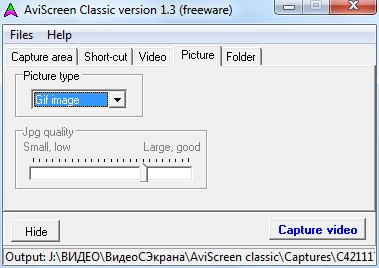 AviScreen Classic version 1.3 (freeware)
Files Help
Capture area Short-cut Video Picture Folder
Picture type
Gif image
Jpg quality
Small, low Large, good
Hide Capture video
Output: J:\ВИДЕО\ВидеоСЭкрана\AviScreen classic\Captures\C42111